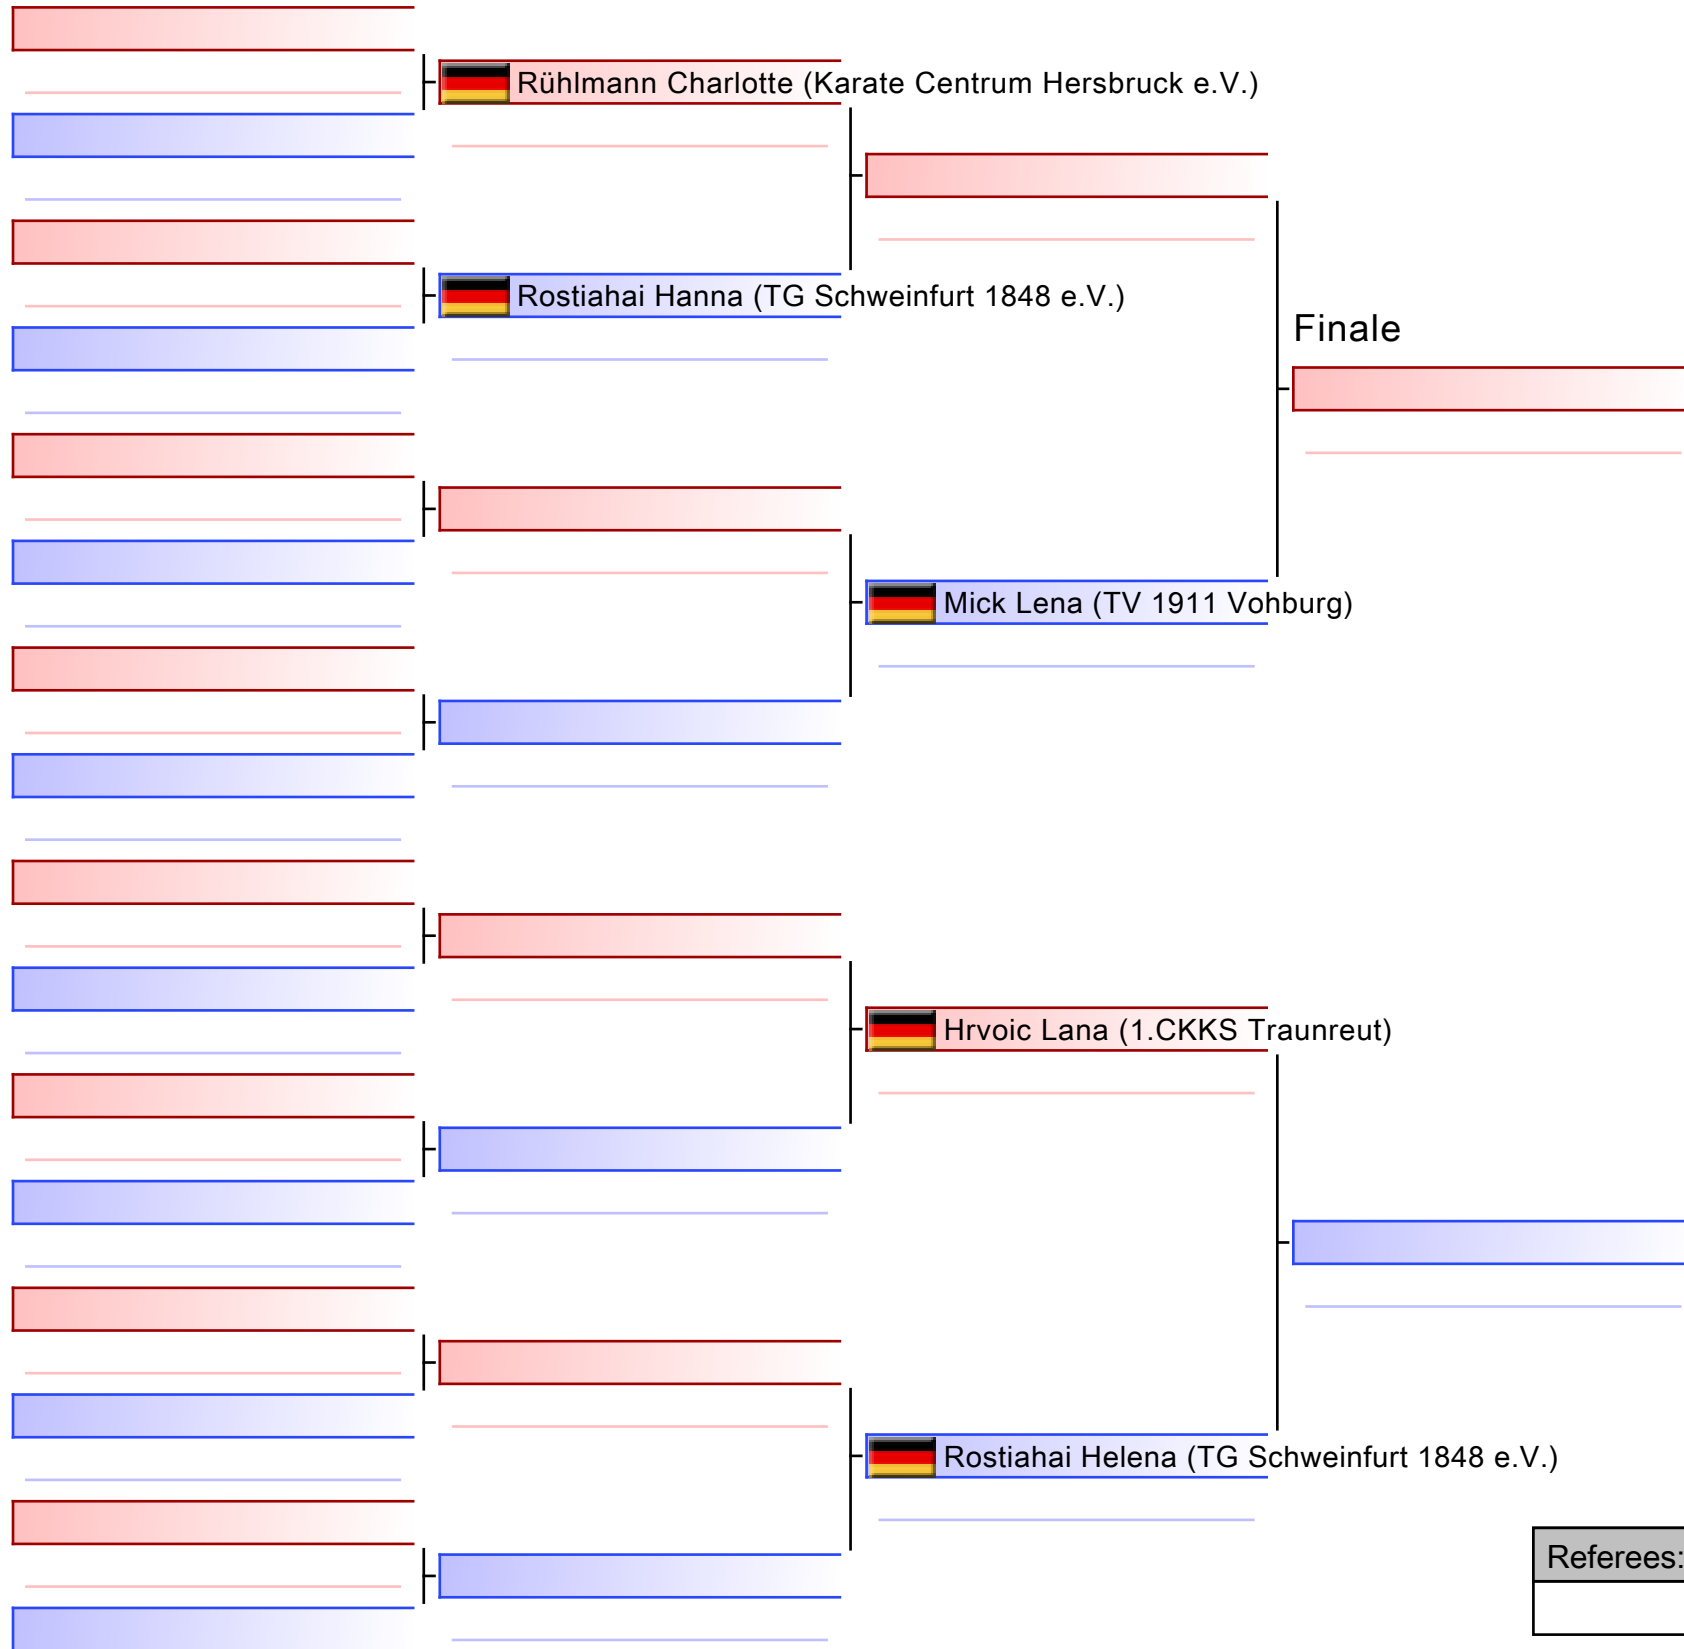 Rühlmann Charlotte (Karate Centrum Hersbruck e.V.)
Rostiahai Hanna (TG Schweinfurt 1848 e.V.)
Finale
Mick Lena (TV 1911 Vohburg)
Hrvoic Lana (1.CKKS Traunreut)
Rostiahai Helena (TG Schweinfurt 1848 e.V.)
Referees: